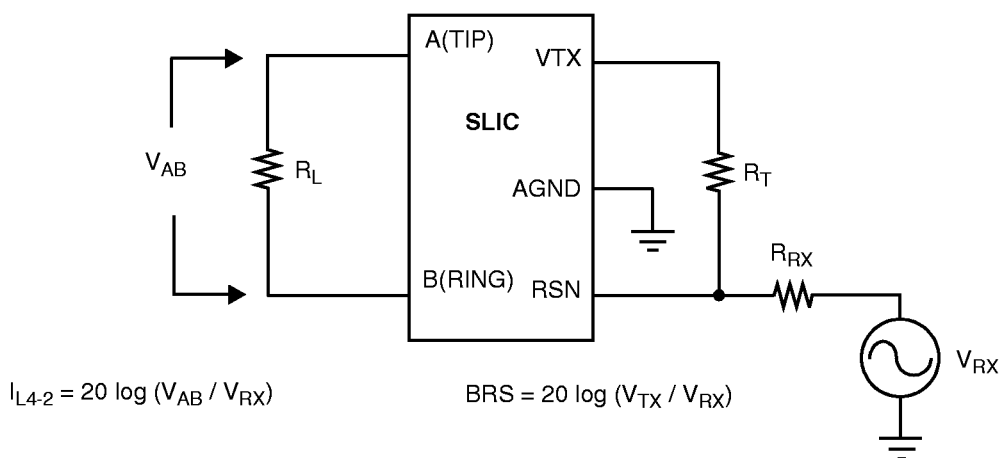 A(TIP)
VTX
SLIC
V_AB
R_L
AGND
R_T
R_RX
B(RING)
RSN
V_RX
I_L4-2 = 20 log (V_AB / V_RX)
BRS = 20 log (V_TX / V_RX)